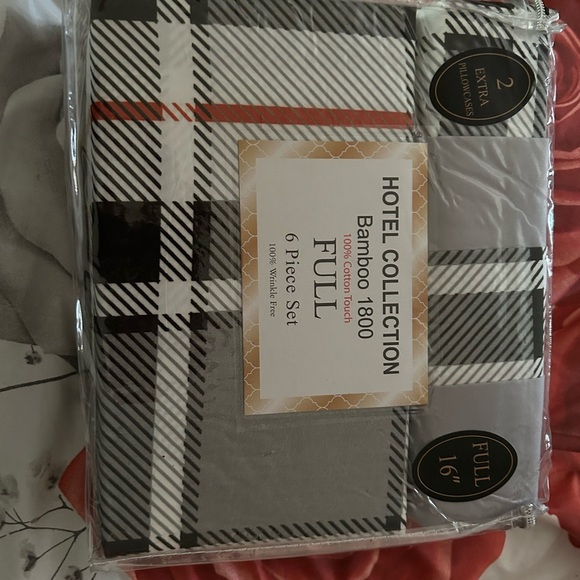 HOTEL COLLECTION
Bamboo 1800
100% Cotton Touch
FULL
6 Piece Set
100% Wrinkle Free
2
EXTRA
PILLOWCASES
FULL
16"